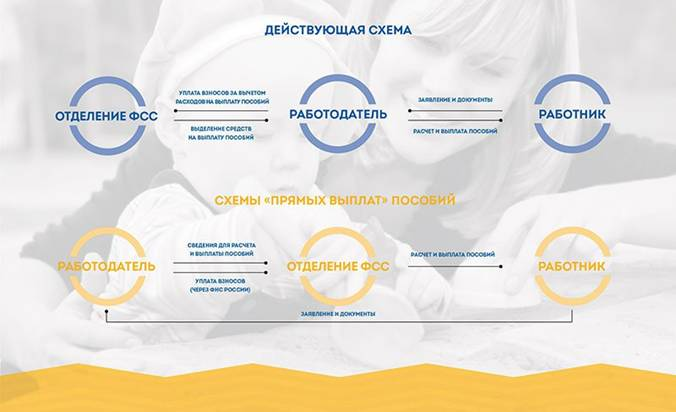 ДЕЙСТВУЮЩАЯ СХЕМА
ОТДЕЛЕНИЕ ФСС
УПЛАТА ВЗНОСОВ ЗА ВЫЧЕТОМ
РАСХОДОВ НА ВЫПЛАТУ ПОСОБИЙ
ВЫДЕЛЕНИЕ СРЕДСТВ
НА ВЫПЛАТУ ПОСОБИЙ
РАБОТОДАТЕЛЬ
ЗАЯВЛЕНИЕ И ДОКУМЕНТЫ
РАСЧЕТ И ВЫПЛАТА ПОСОБИЙ
РАБОТНИК
СХЕМЫ «ПРЯМЫХ ВЫПЛАТ» ПОСОБИЙ
РАБОТОДАТЕЛЬ
СВЕДЕНИЯ ДЛЯ РАСЧЕТА
И ВЫПЛАТЫ ПОСОБИЙ
УПЛАТА ВЗНОСОВ
(ЧЕРЕЗ ФНС РОССИИ)
ОТДЕЛЕНИЕ ФСС
РАСЧЕТ И ВЫПЛАТА ПОСОБИЙ
РАБОТНИК
ЗАЯВЛЕНИЕ И ДОКУМЕНТЫ